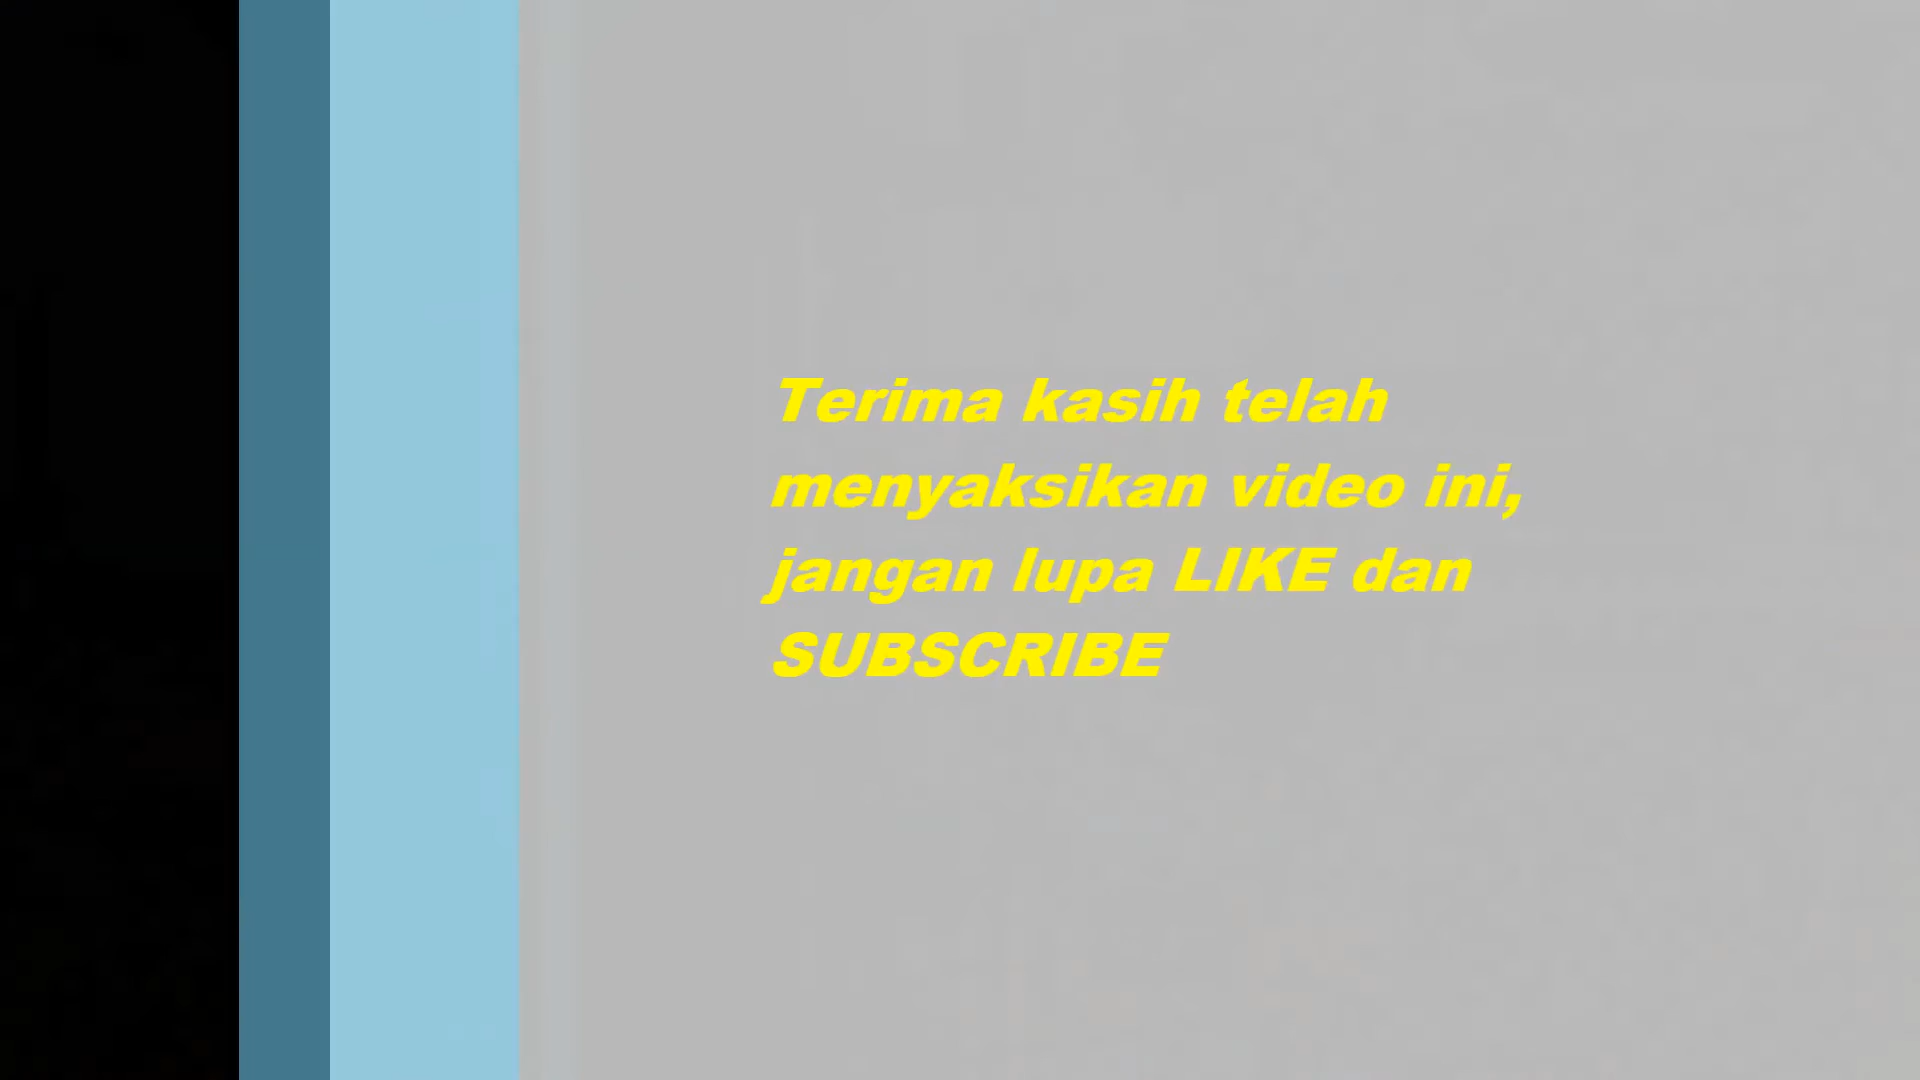 Terima kasih telah
menyaksikan video ini,
jangan lupa LIKE dan
SUBSCRIBE